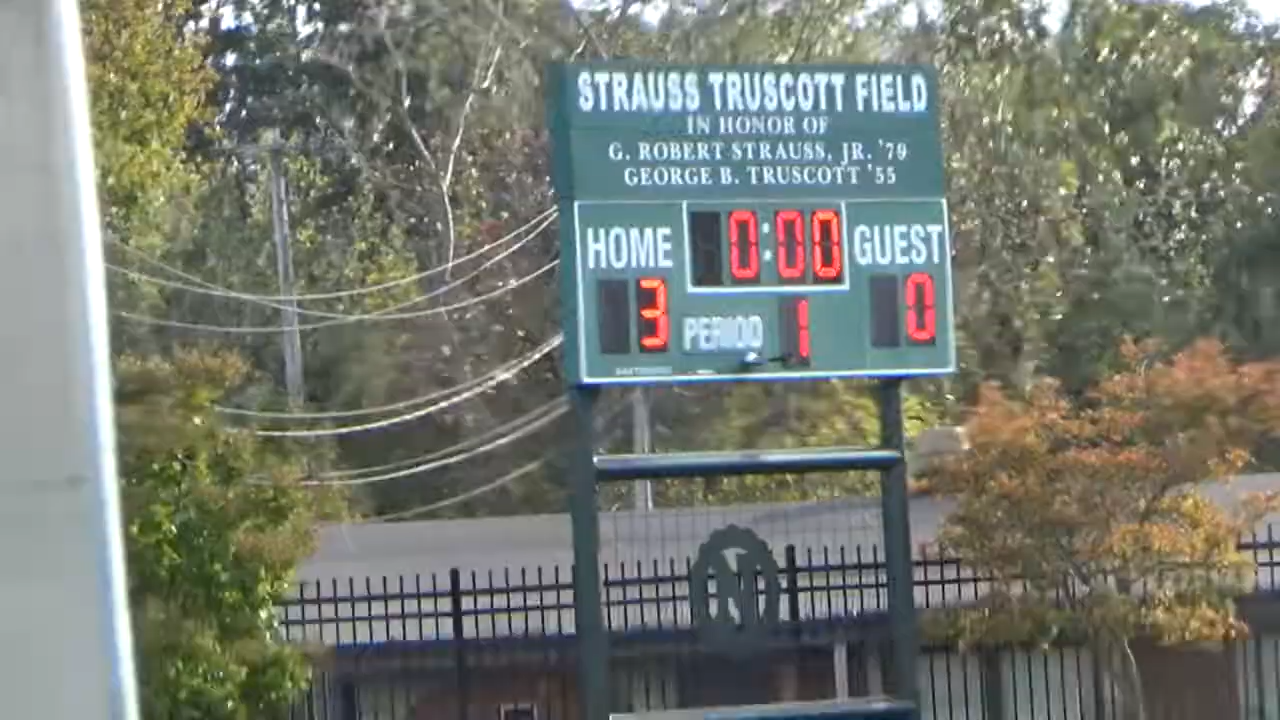 STRAUSS TRUSCOTT FIELD
IN HONOR OF
G. ROBERT STRAUSS, JR. '79
GEORGE B. TRUSCOTT '55
HOME 0:00 GUEST
3 PERIOD 1 0
N